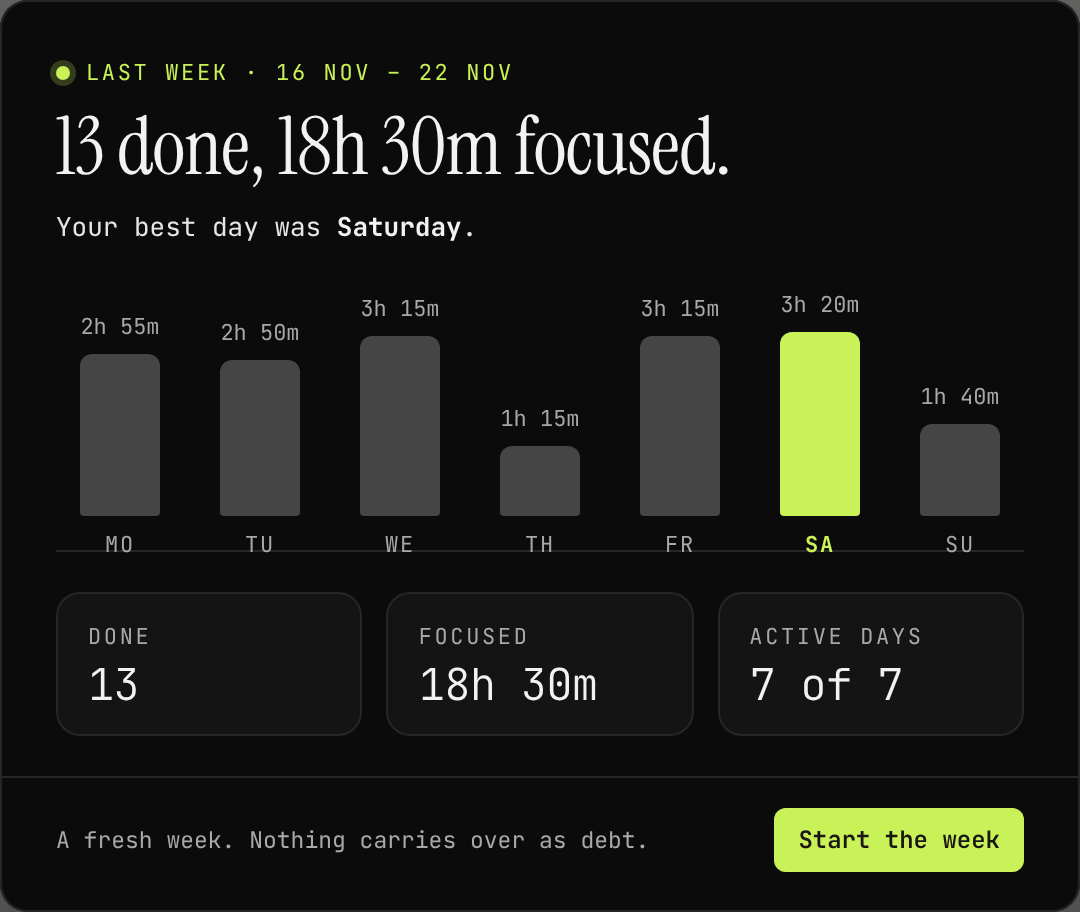 LAST WEEK · 16 NOV – 22 NOV
13 done, 18h 30m focused.
Your best day was Saturday.
2h 55m 2h 50m 3h 15m 1h 15m 3h 15m 3h 20m 1h 40m
MO TU WE TH FR SA SU
DONE FOCUSED ACTIVE DAYS
13 18h 30m 7 of 7
A fresh week. Nothing carries over as debt. Start the week